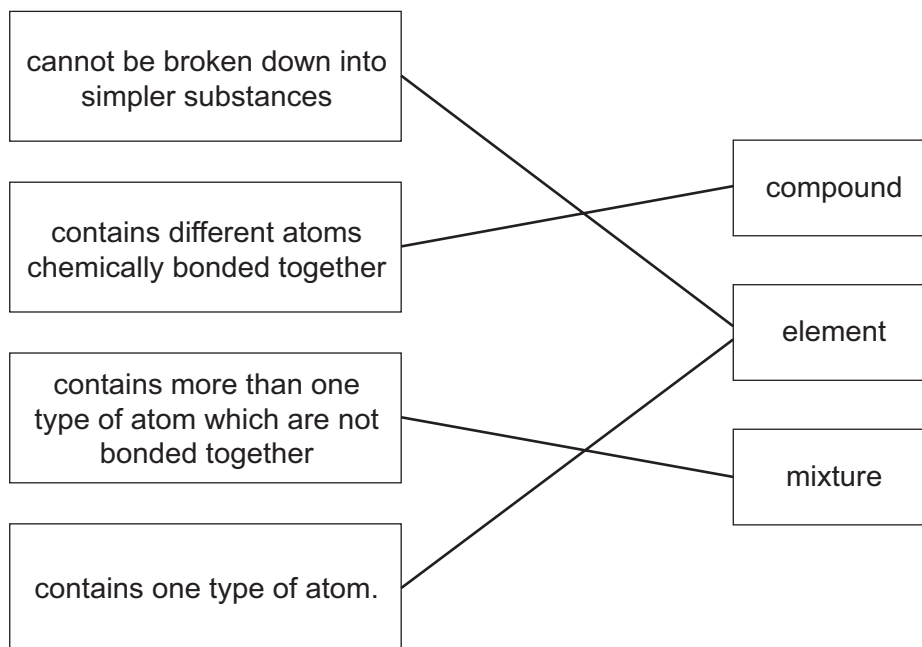 cannot be broken down into
simpler substances
contains different atoms
chemically bonded together
contains more than one
type of atom which are not
bonded together
contains one type of atom.
compound
element
mixture